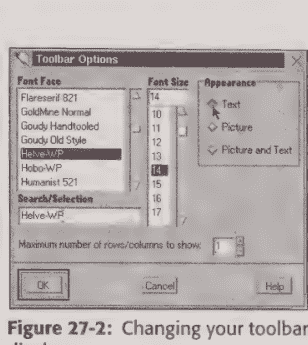 Toolbar Options
Font Face
Font Size
Appearance
Flareserif 821
GoldMine Normal
Goudy Handtooled
Goudy Old Style
Helve-WP
Hobo-WP
Humanist 521
14
10
11
12
13
14
15
16
17
Text
Picture
Picture and Text
Search/Selection
Helve-WP
Maximum number of rows/columns to show:
1
OK
Cancel
Help
Figure 27-2: Changing your toolbar